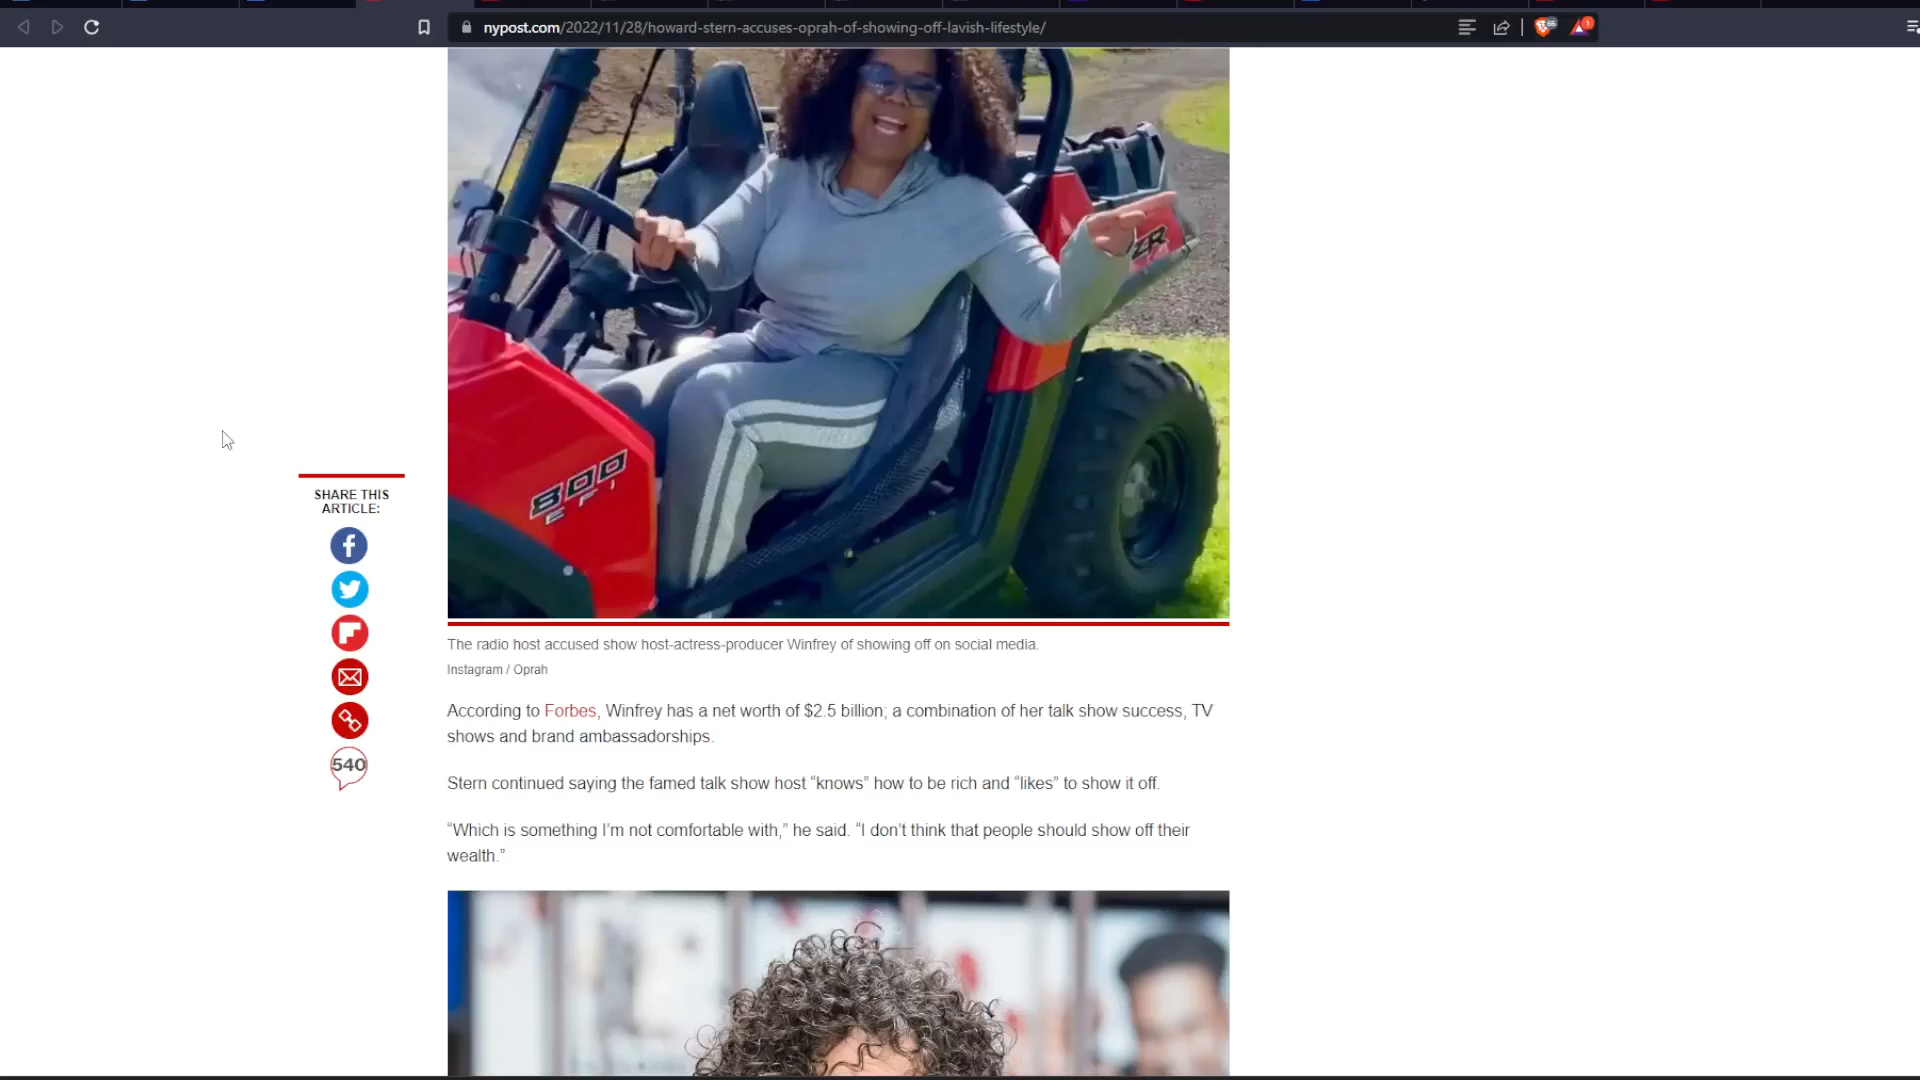 nypost.com/2022/11/28/howard-stern-accuses-oprah-of-showing-off-lavish-lifestyle/
66
1
ZR
800
EFI
SHARE THIS
ARTICLE:
540
The radio host accused show host-actress-producer Winfrey of showing off on social media.
Instagram / Oprah
According to Forbes, Winfrey has a net worth of $2.5 billion; a combination of her talk show success, TV
shows and brand ambassadorships.
Stern continued saying the famed talk show host “knows” how to be rich and “likes” to show it off.
“Which is something I’m not comfortable with,” he said. “I don’t think that people should show off their
wealth.”